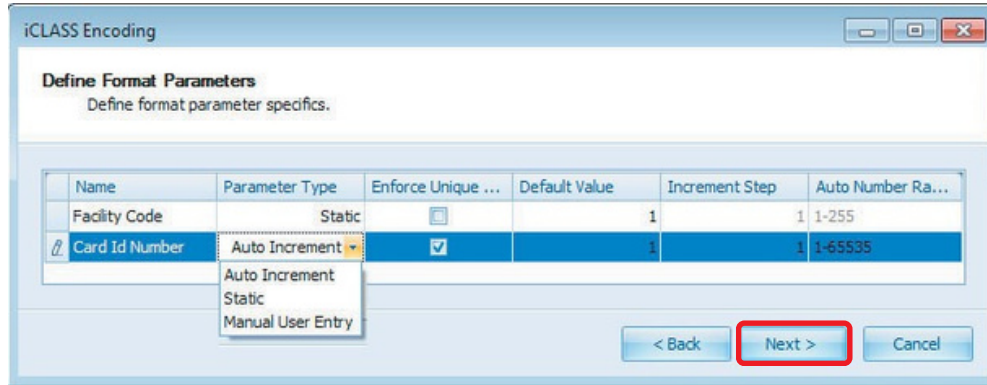 iCLASS Encoding
Define Format Parameters
Define format parameter specifics.
Name Parameter Type Enforce Unique ... Default Value Increment Step Auto Number Ra...
Facility Code Static 1 1 1-255
Card Id Number Auto Increment 1 1 1-65535
Auto Increment
Static
Manual User Entry
< Back Next > Cancel